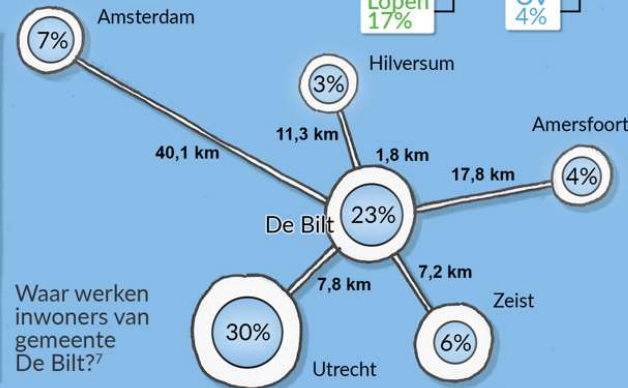 Lopen
17%
OV
4%
Amsterdam
7%
Hilversum
3%
Amersfoort
4%
40,1 km
11,3 km
1,8 km
17,8 km
De Bilt
23%
7,8 km
7,2 km
Zeist
6%
Utrecht
30%
Waar werken
inwoners van
gemeente
De Bilt?⁷